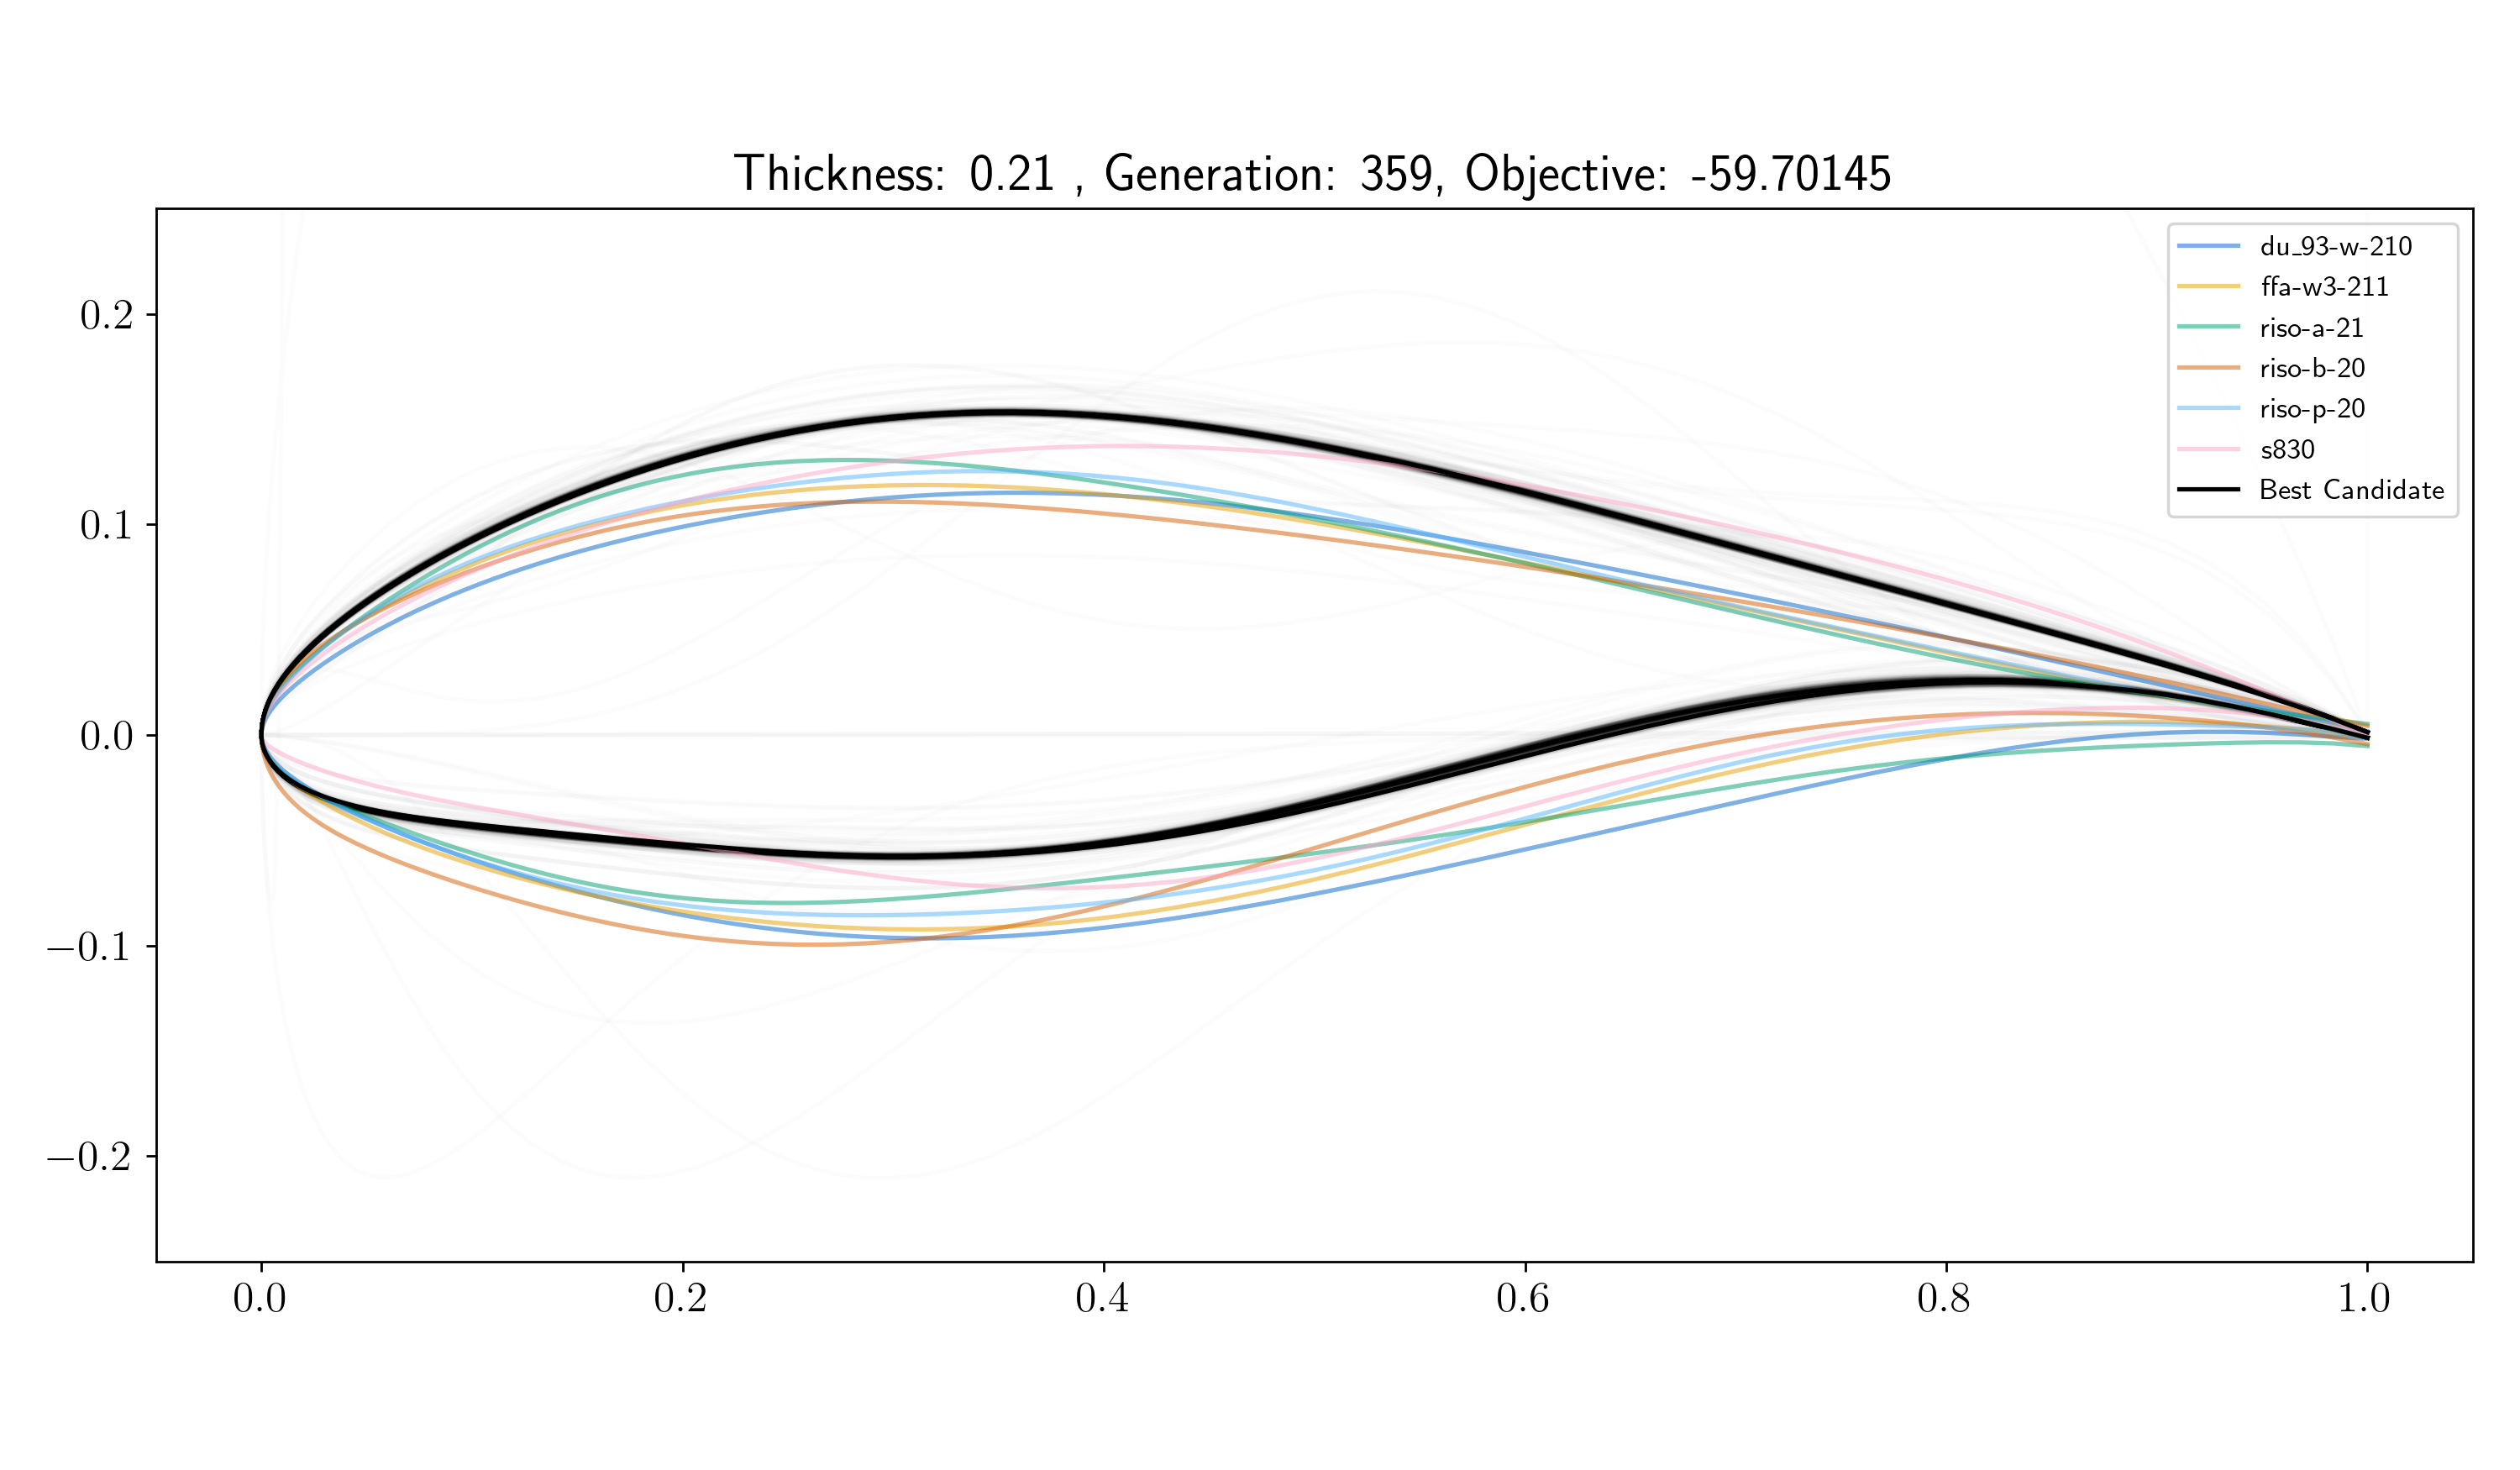 Thickness: 0.21 , Generation: 359, Objective: -59.70145
du_93-w-210
ffa-w3-211
riso-a-21
riso-b-20
riso-p-20
s830
Best Candidate
0.2
0.1
0.0
−0.1
−0.2
0.0 0.2 0.4 0.6 0.8 1.0